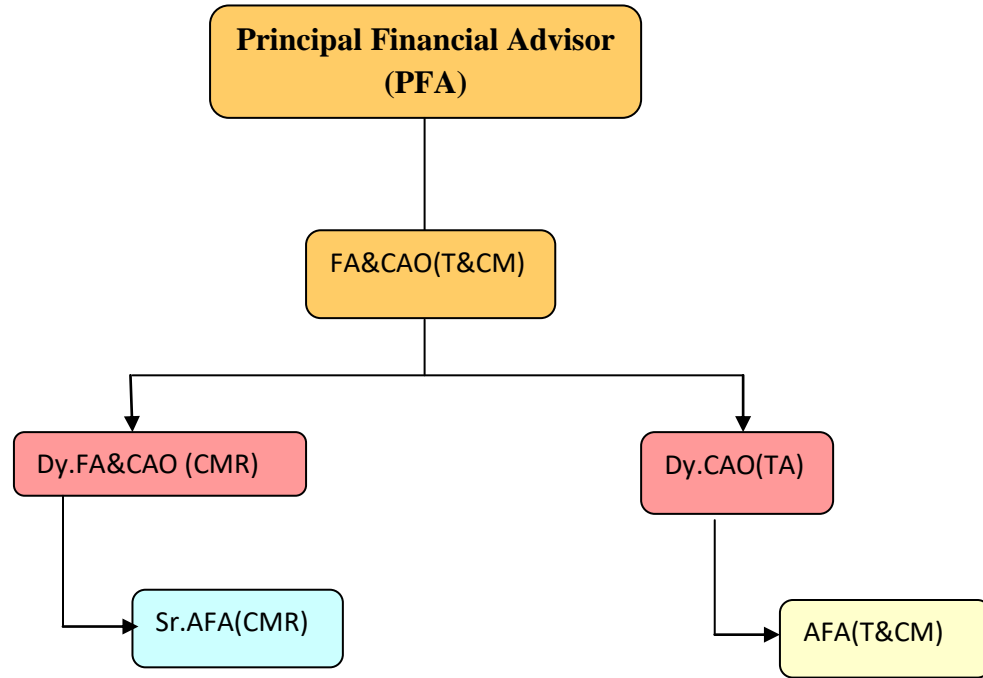 Principal Financial Advisor
(PFA)
FA&CAO(T&CM)
Dy.FA&CAO (CMR)
Dy.CAO(TA)
Sr.AFA(CMR)
AFA(T&CM)